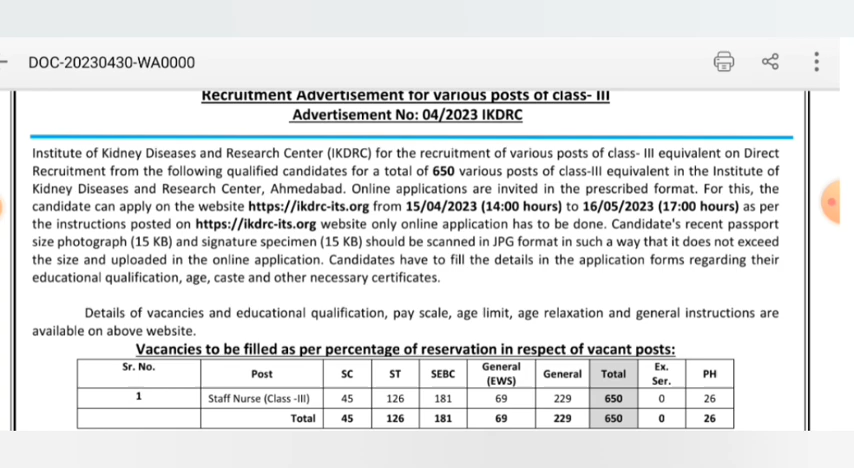 DOC-20230430-WA0000
Recruitment Advertisement for various posts of class- III
Advertisement No: 04/2023 IKDRC
Institute of Kidney Diseases and Research Center (IKDRC) for the recruitment of various posts of class- III equivalent on Direct
Recruitment from the following qualified candidates for a total of 650 various posts of class-III equivalent in the Institute of
Kidney Diseases and Research Center, Ahmedabad. Online applications are invited in the prescribed format. For this, the
candidate can apply on the website https://ikdrc-its.org from 15/04/2023 (14:00 hours) to 16/05/2023 (17:00 hours) as per
the instructions posted on https://ikdrc-its.org website only online application has to be done. Candidate's recent passport
size photograph (15 KB) and signature specimen (15 KB) should be scanned in JPG format in such a way that it does not exceed
the size and uploaded in the online application. Candidates have to fill the details in the application forms regarding their
educational qualification, age, caste and other necessary certificates.
Details of vacancies and educational qualification, pay scale, age limit, age relaxation and general instructions are
available on above website.
Vacancies to be filled as per percentage of reservation in respect of vacant posts:
Sr. No. Post SC ST SEBC General (EWS) General Total Ex. Ser. PH
1 Staff Nurse (Class -III) 45 126 181 69 229 650 0 26
Total 45 126 181 69 229 650 0 26